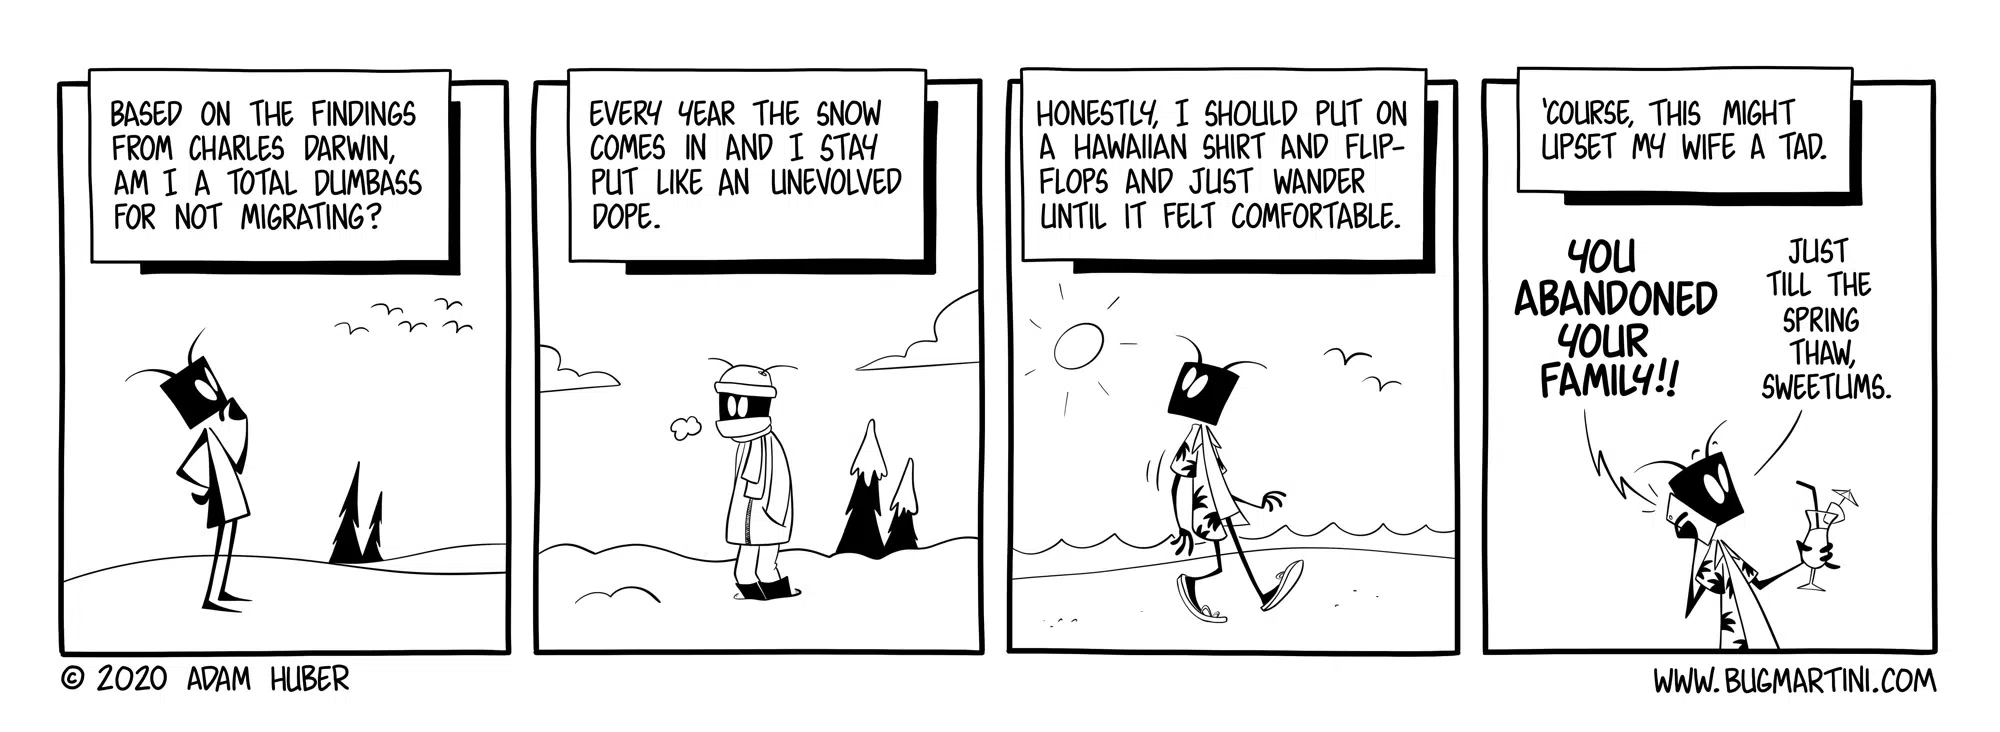 BASED ON THE FINDINGS
FROM CHARLES DARWIN,
AM I A TOTAL DUMBASS
FOR NOT MIGRATING?
EVERY YEAR THE SNOW
COMES IN AND I STAY
PUT LIKE AN UNEVOLVED
DOPE.
HONESTLY, I SHOULD PUT ON
A HAWAIIAN SHIRT AND FLIP-
FLOPS AND JUST WANDER
UNTIL IT FELT COMFORTABLE.
'COURSE, THIS MIGHT
UPSET MY WIFE A TAD.
YOU
ABANDONED
YOUR
FAMILY!!
JUST
TILL THE
SPRING
THAW,
SWEETUMS.
© 2020 ADAM HUBER
WWW.BUGMARTINI.COM